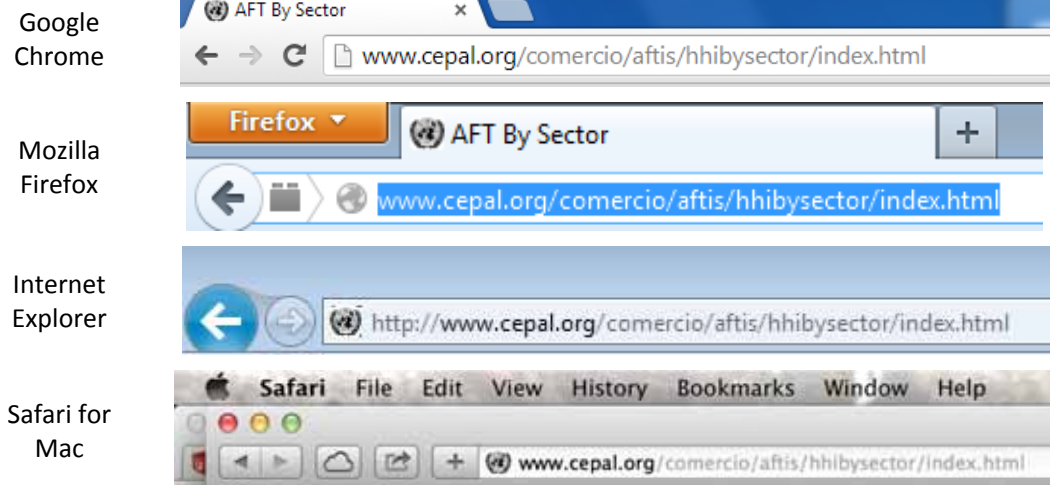 Google
Chrome
AFT By Sector ×
www.cepal.org/comercio/aftis/hhibysector/index.html
Mozilla
Firefox
Firefox
AFT By Sector +
www.cepal.org/comercio/aftis/hhibysector/index.html
Internet
Explorer
http://www.cepal.org/comercio/aftis/hhibysector/index.html
Safari for
Mac
Safari File Edit View History Bookmarks Window Help
+ www.cepal.org/comercio/aftis/hhibysector/index.html